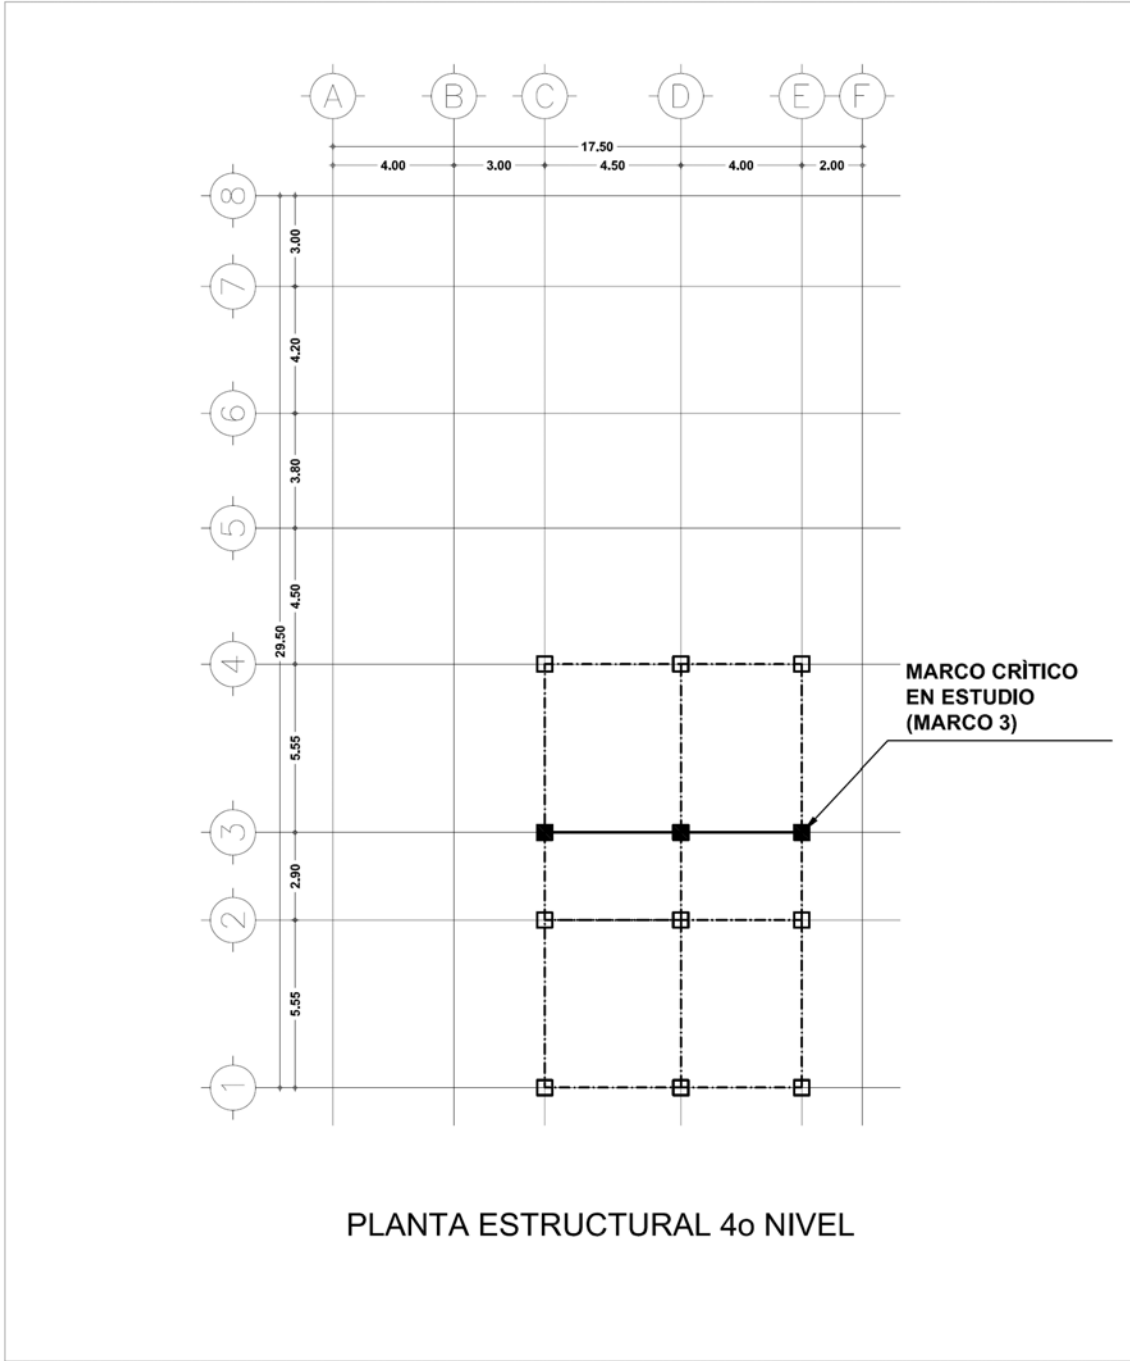 A B C D E F
17.50
4.00 3.00 4.50 4.00 2.00
8
3.00
7
4.20
6
3.80
5
4.50
29.50
4
MARCO CRÌTICO
EN ESTUDIO
(MARCO 3)
5.55
3
2.90
2
5.55
1
PLANTA ESTRUCTURAL 4o NIVEL